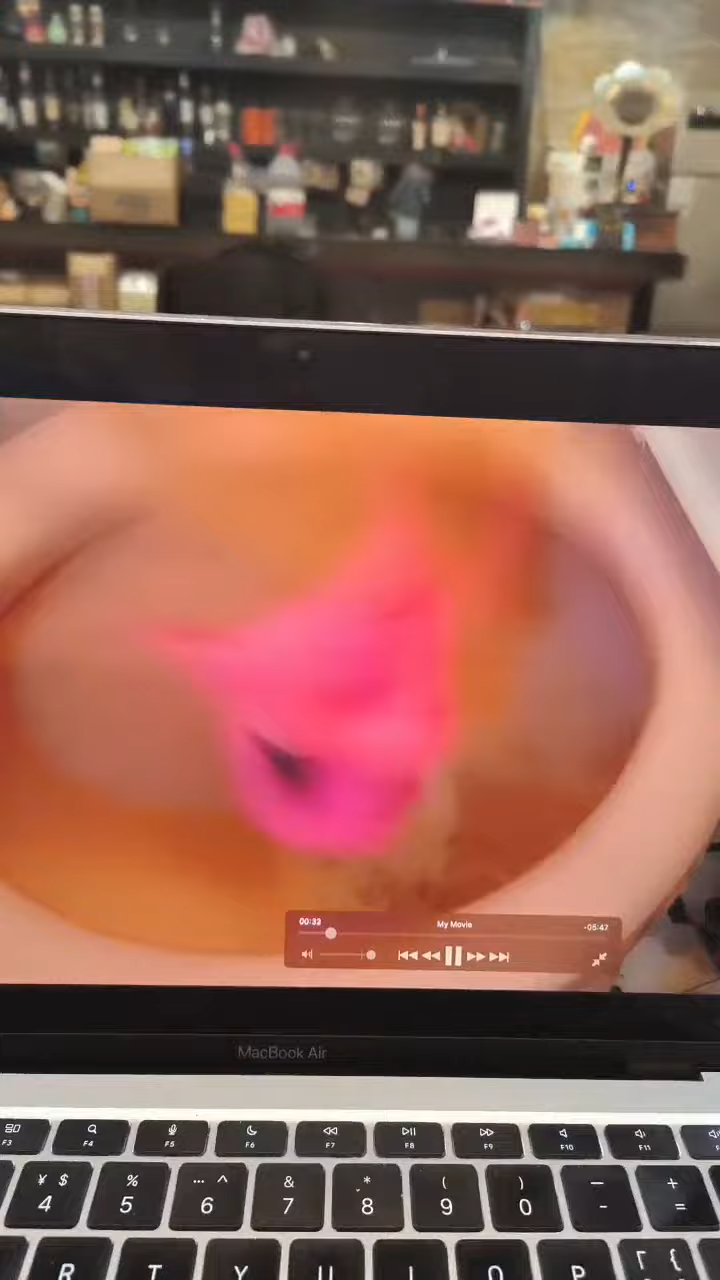 00:33 My Movie -05:47
MacBook Air
F3 F4 F5 F6 F7 F8 F9 F10 F11
¥ $ % … ^ & * ( ) — +
4 5 6 7 8 9 0 - =
R T Y U I O P { [